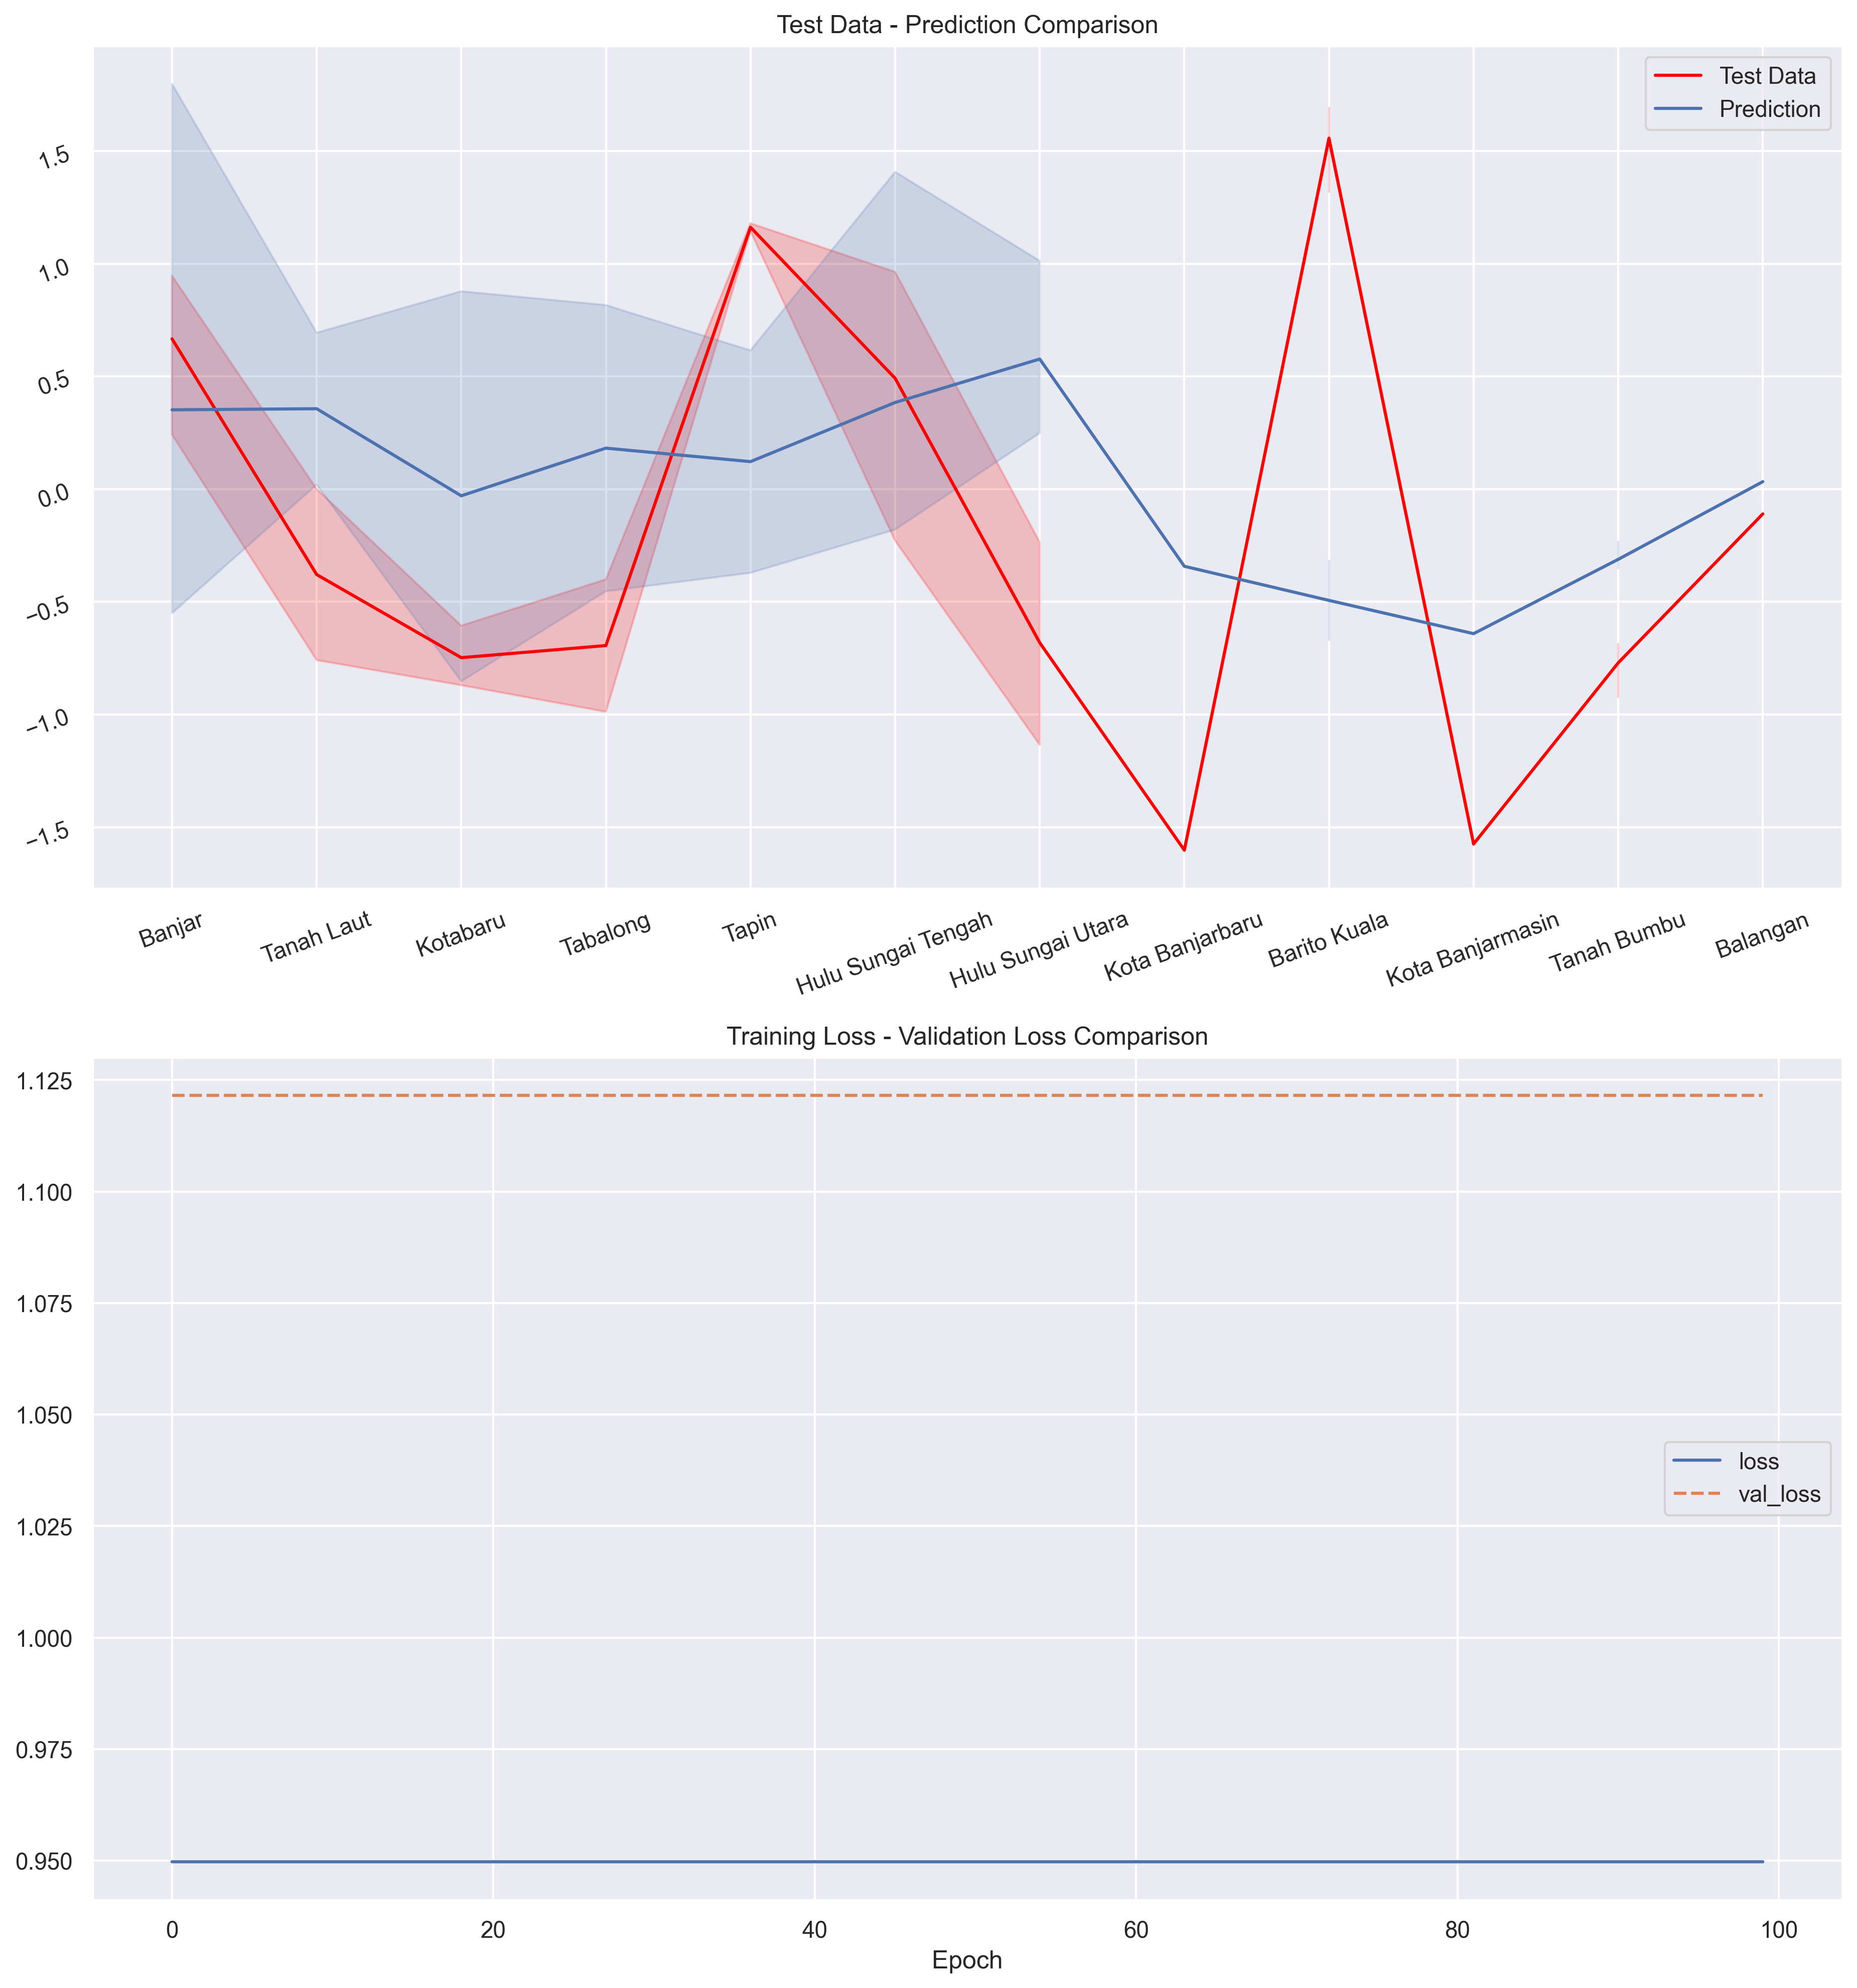 Test Data - Prediction Comparison
Test Data
Prediction
1.5
1.0
0.5
0.0
−0.5
−1.0
−1.5
Banjar
Tanah Laut
Kotabaru
Tabalong
Tapin
Hulu Sungai Tengah
Hulu Sungai Utara
Kota Banjarbaru
Barito Kuala
Kota Banjarmasin
Tanah Bumbu
Balangan
Training Loss - Validation Loss Comparison
1.125
1.100
1.075
1.050
1.025
1.000
0.975
0.950
loss
val_loss
0 20 40 60 80 100
Epoch